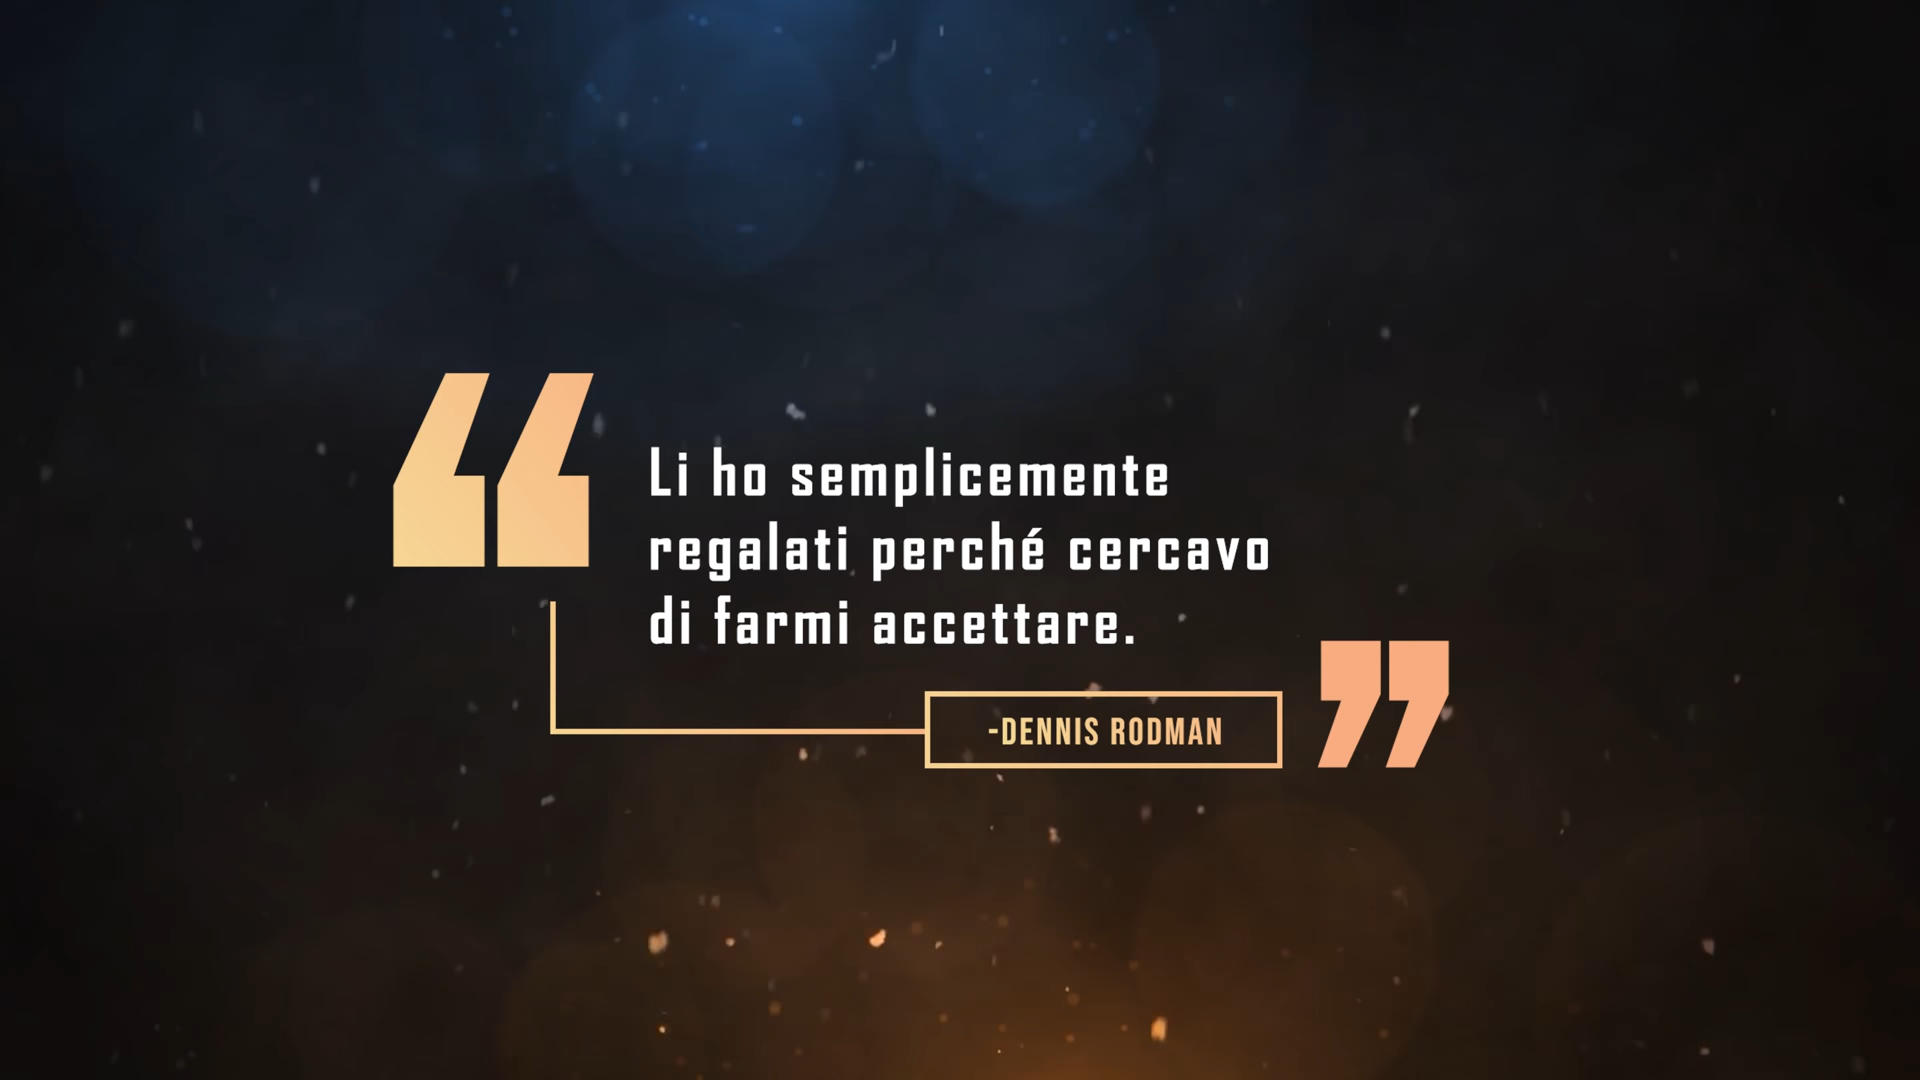 “
Li ho semplicemente
regalati perché cercavo
di farmi accettare.
”
-DENNIS RODMAN